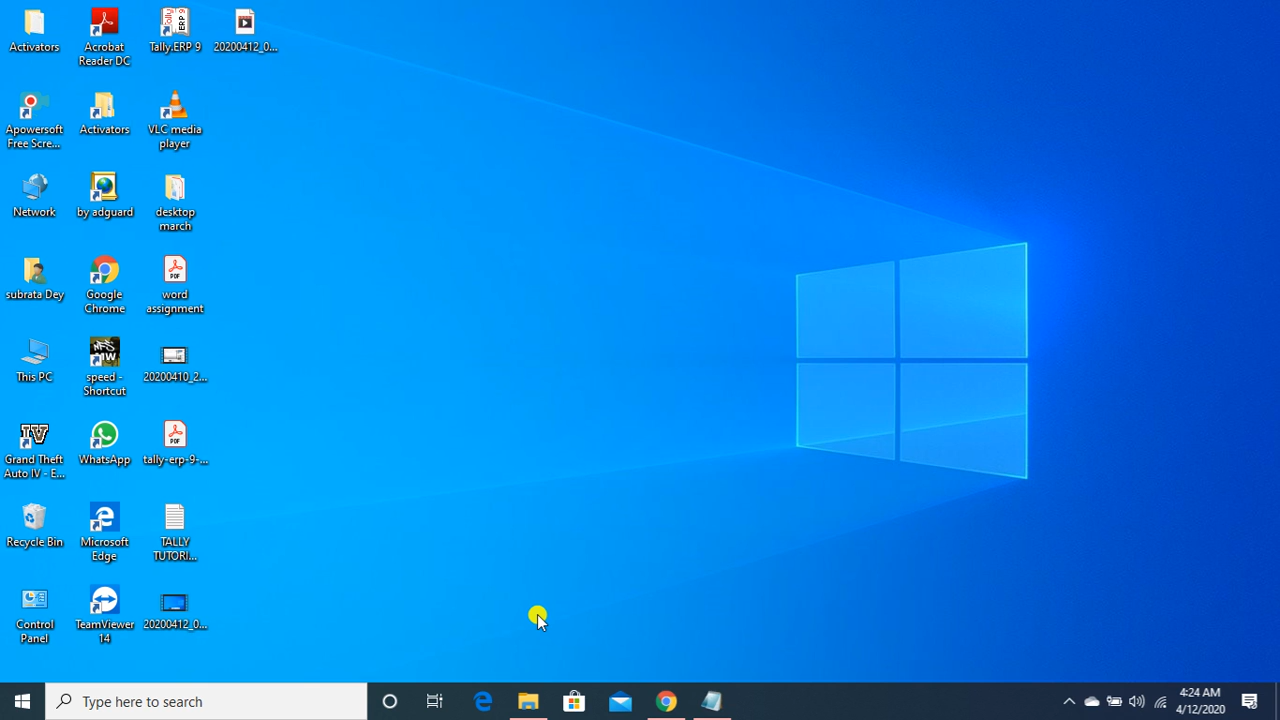 Activators
Acrobat
Reader DC
Tally.ERP 9
20200412_0...
Apowersoft
Free Scre...
Activators
VLC media
player
Network
by adguard
desktop
march
subrata Dey
Google
Chrome
word
assignment
This PC
speed -
Shortcut
20200410_2...
Grand Theft
Auto IV - E...
WhatsApp
tally-erp-9-...
Recycle Bin
Microsoft
Edge
TALLY
TUTORI...
Control
Panel
TeamViewer
14
20200412_0...
Type here to search
4:24 AM
4/12/2020